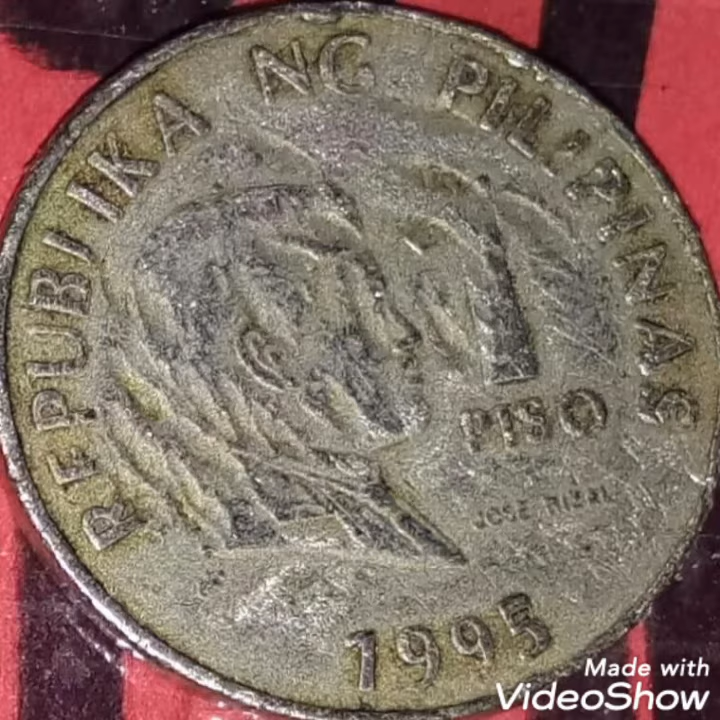 REPUBLIKA NG PILIPINAS
PISO
JOSE RIZAL
1995
Made with
VideoShow